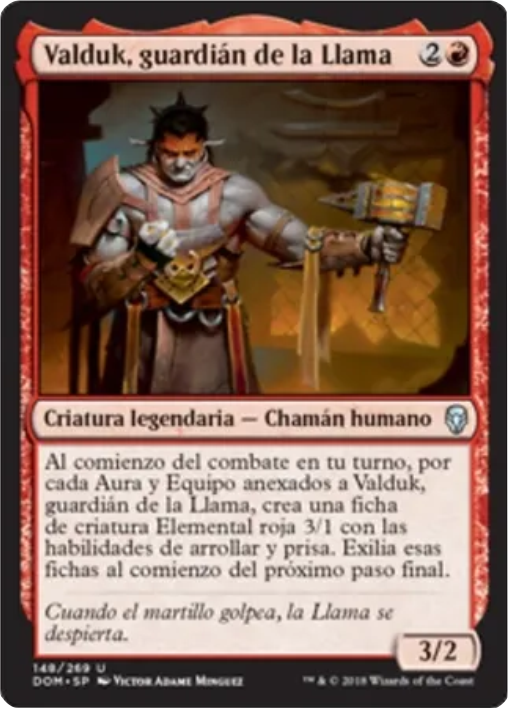 Valduk, guardián de la Llama 2
Criatura legendaria — Chamán humano
Al comienzo del combate en tu turno, por
cada Aura y Equipo anexados a Valduk,
guardián de la Llama, crea una ficha
de criatura Elemental roja 3/1 con las
habilidades de arrollar y prisa. Exilia esas
fichas al comienzo del próximo paso final.
Cuando el martillo golpea, la Llama se
despierta.
3/2
148/269 U
DOM • SP Victor Adame Minguez
™ & © 2018 Wizards of the Coast